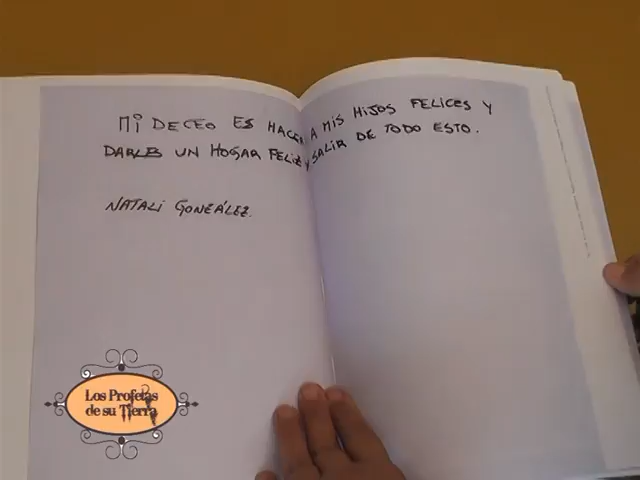 Mi DECEO ES HACER A MIS HIJOS FELICES Y
DARLES UN HOGAR FELIZ Y SALIR DE TODO ESTO.
NATALi GONZÁLEZ.
Los Profetas
de su Tierra